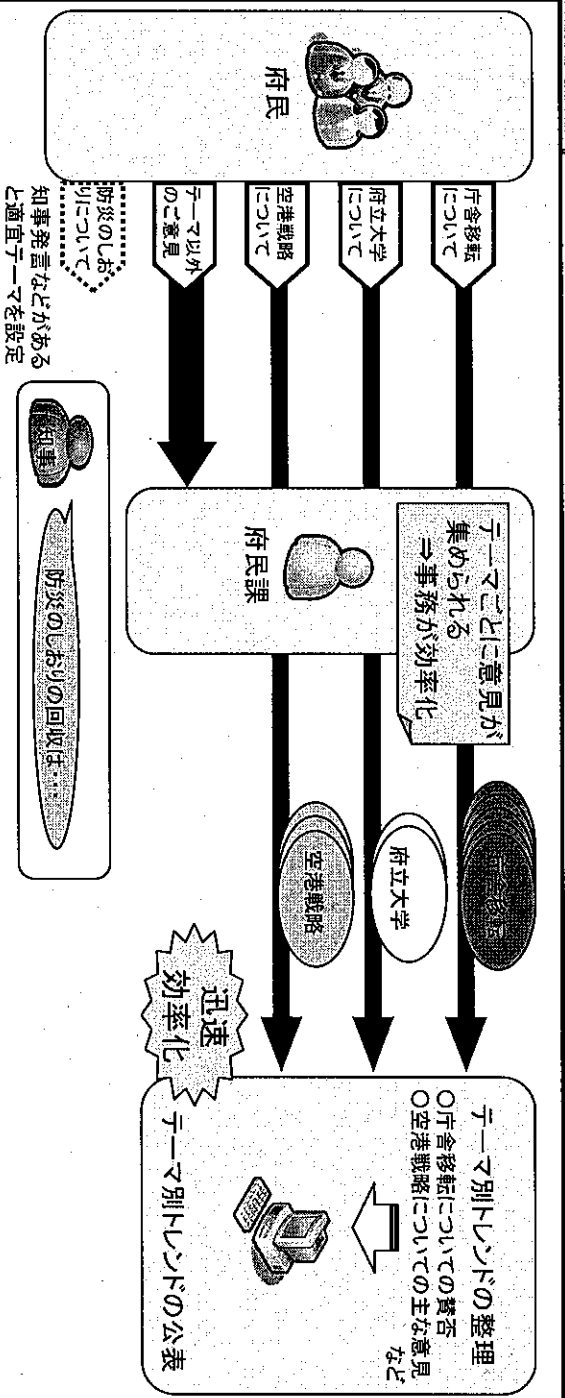 府民
庁舎移転
について
府立大学
について
空港戦略
について
テーマ以外
のご意見
防災のしお
りについて
知事発言などがある
と適宜テーマを設定
知事
防災のしおりの回収は・・・
テーマごとに意見が
集められる
⇒事務が効率化
府民課
庁舎移転
府立大学
空港戦略
迅速
効率化
テーマ別トレンドの整理
○庁舎移転についての賛否
○空港戦略についての主な意見
など
テーマ別トレンドの公表